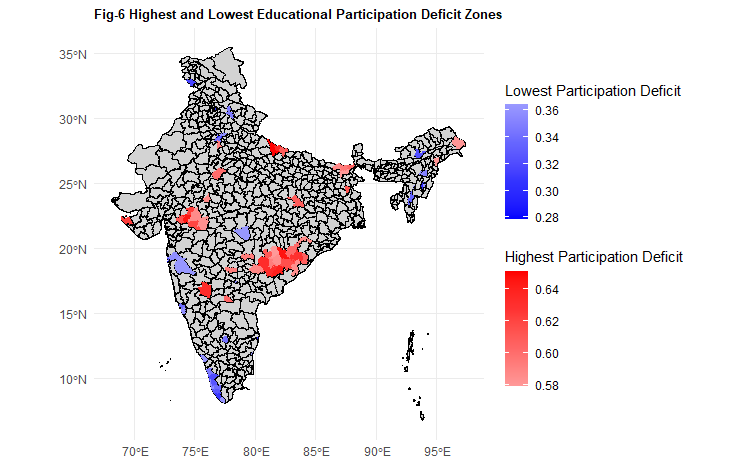 Fig-6 Highest and Lowest Educational Participation Deficit Zones
35°N
30°N
25°N
20°N
15°N
10°N
70°E 75°E 80°E 85°E 90°E 95°E
Lowest Participation Deficit
0.36
0.34
0.32
0.30
0.28
Highest Participation Deficit
0.64
0.62
0.60
0.58